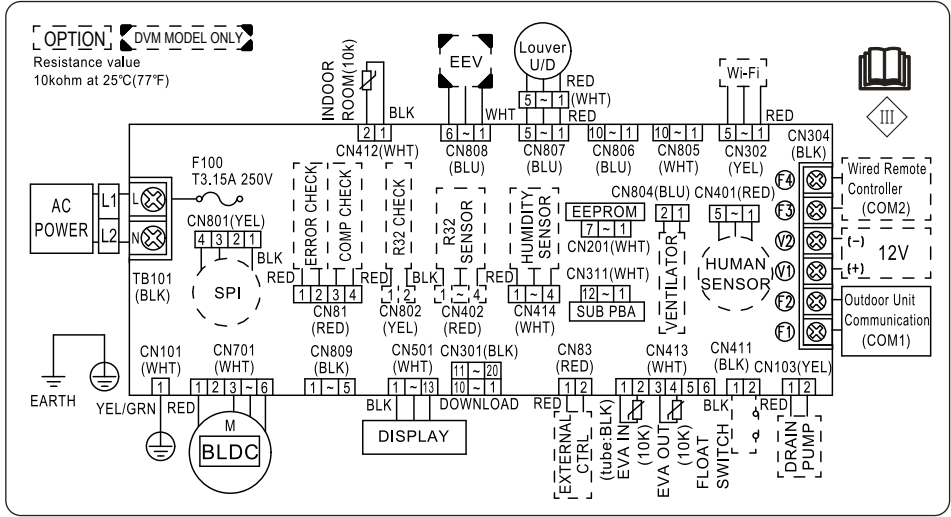 OPTION DVM MODEL ONLY
Resistance value
10kohm at 25℃(77℉)
INDOOR
ROOM(10k)
BLK
2 1
CN412(WHT)
EEV
WHT
6 ~ 1
CN808
(BLU)
Louver
U/D
RED
5 ~ 1 (WHT)
RED
5 ~ 1
CN807
(BLU)
10 ~ 1
CN806
(BLU)
10 ~ 1
CN805
(WHT)
Wi-Fi
RED
5 ~ 1
CN302
(YEL)
III
CN304
(BLK)
F4
F3
Wired Remote
Controller
(COM2)
V2 (-)
V1 (+)
12V
F2
F1
Outdoor Unit
Communication
(COM1)
AC
POWER
L1
L2
L
N
TB101
(BLK)
F100
T3.15A 250V
CN801(YEL)
4 3 2 1
BLK
SPI
ERROR CHECK
COMP CHECK
RED
1 2 3 4
CN81
(RED)
R32 CHECK
RED
1 2
CN802
(YEL)
R32
SENSOR
BLK
1 ~ 4
CN402
(RED)
HUMIDITY
SENSOR
RED
1 ~ 4
CN414
(WHT)
EEPROM
7 ~ 1
CN201(WHT)
CN311(WHT)
12 ~ 1
SUB PBA
CN804(BLU)
2 1
VENTILATOR
CN401(RED)
5 ~ 1
HUMAN
SENSOR
EARTH
CN101
(WHT)
1
YEL/GRN
CN701
(WHT)
1 2 3 ~ 6
RED
M
BLDC
CN809
(BLK)
1 ~ 5
CN501
(WHT)
1 ~ 13
BLK
DISPLAY
CN301(BLK)
11 ~ 20
10 ~ 1
DOWNLOAD
CN83
(RED)
1 2
RED
EXTERNAL
CTRL
CN413
(WHT)
1 2 3 4 5 6
(tube:BLK)
EVA IN
(10K)
EVA OUT
(10K)
FLOAT
SWITCH
CN411
(BLK)
1 2
BLK
CN103(YEL)
1 2
RED
DRAIN
PUMP